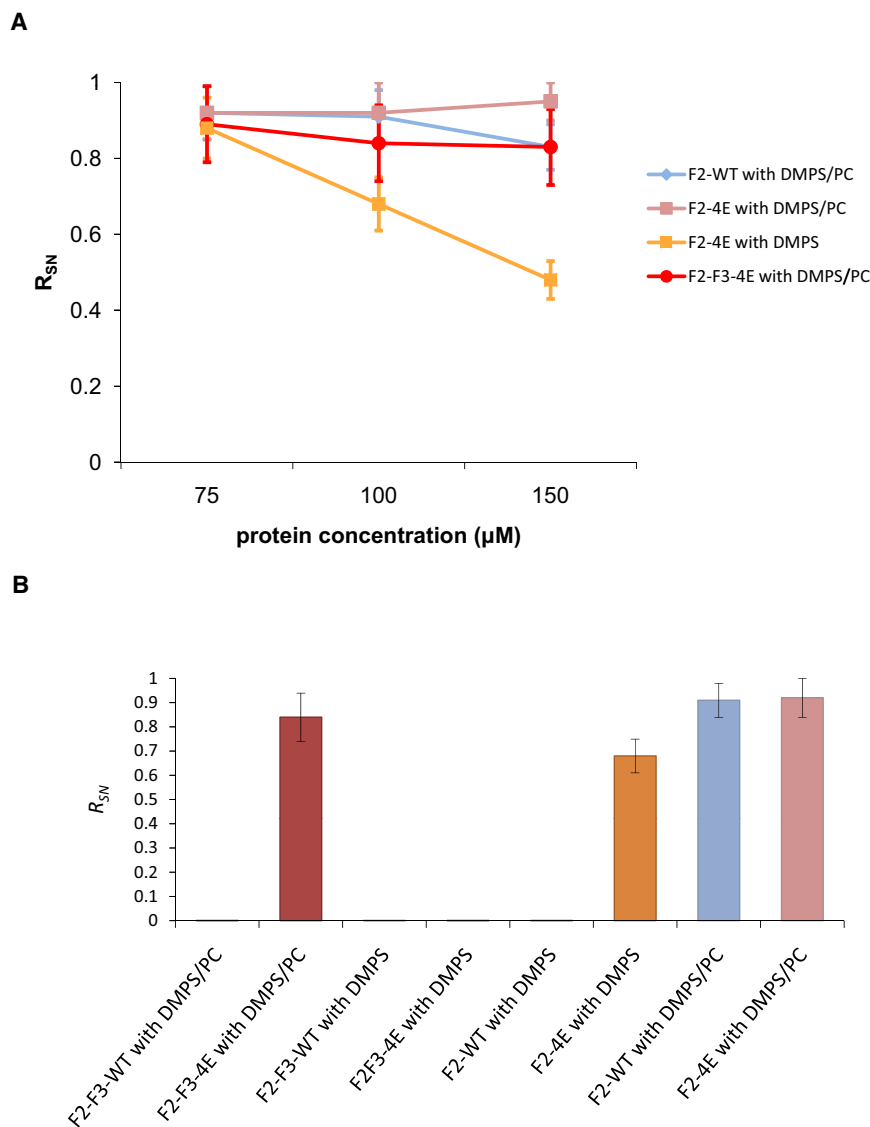 A
1
0.8
0.6
0.4
0.2
0
R_SN
75 100 150
protein concentration (μM)
F2-WT with DMPS/PC
F2-4E with DMPS/PC
F2-4E with DMPS
F2-F3-4E with DMPS/PC
B
1
0.9
0.8
0.7
0.6
0.5
0.4
0.3
0.2
0.1
0
R_SN
F2-F3-WT with DMPS/PC
F2-F3-4E with DMPS/PC
F2-F3-WT with DMPS
F2F3-4E with DMPS
F2-WT with DMPS
F2-4E with DMPS
F2-WT with DMPS/PC
F2-4E with DMPS/PC